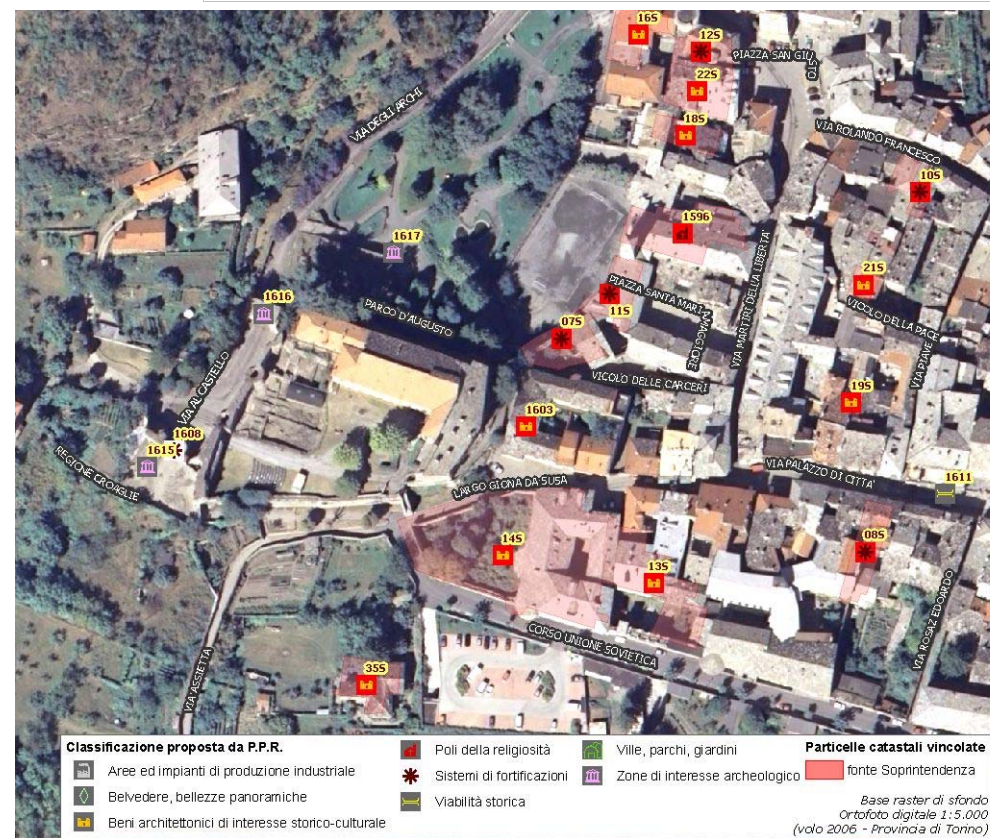 16S
12S
PIAZZA SAN GIUSTO
22S
VIA DEGLI ARCHI
18S
VIA ROLANDO FRANCESCO
10S
1596
1617
VIA MARTIRI DELLA LIBERTA'
21S
PIAZZA SANTA MARIA MAGGIORE
1616
PARCO D'AUGUSTO
11S
VICOLO DELLA PACE
07S
VIA PIAVE
VICOLO DELLE CARCERI
VIA AL CASTELLO
19S
1603
1608
1615
REGIONE CROAGLIE
VIA PALAZZO DI CITTA'
1611
LARGO GIONA DA SUSA
14S
08S
13S
VIA ROSAZ EDOARDO
CORSO UNIONE SOVIETICA
VIA ASSIETTA
35S
Classificazione proposta da P.P.R.
Aree ed impianti di produzione industriale
Belvedere, bellezze panoramiche
Beni architettonici di interesse storico-culturale
Poli della religiosità
Sistemi di fortificazioni
Viabilità storica
Ville, parchi, giardini
Zone di interesse archeologico
Particelle catastali vincolate
fonte Soprintendenza
Base raster di sfondo
Ortofoto digitale 1:5.000
(volo 2006 - Provincia di Torino)